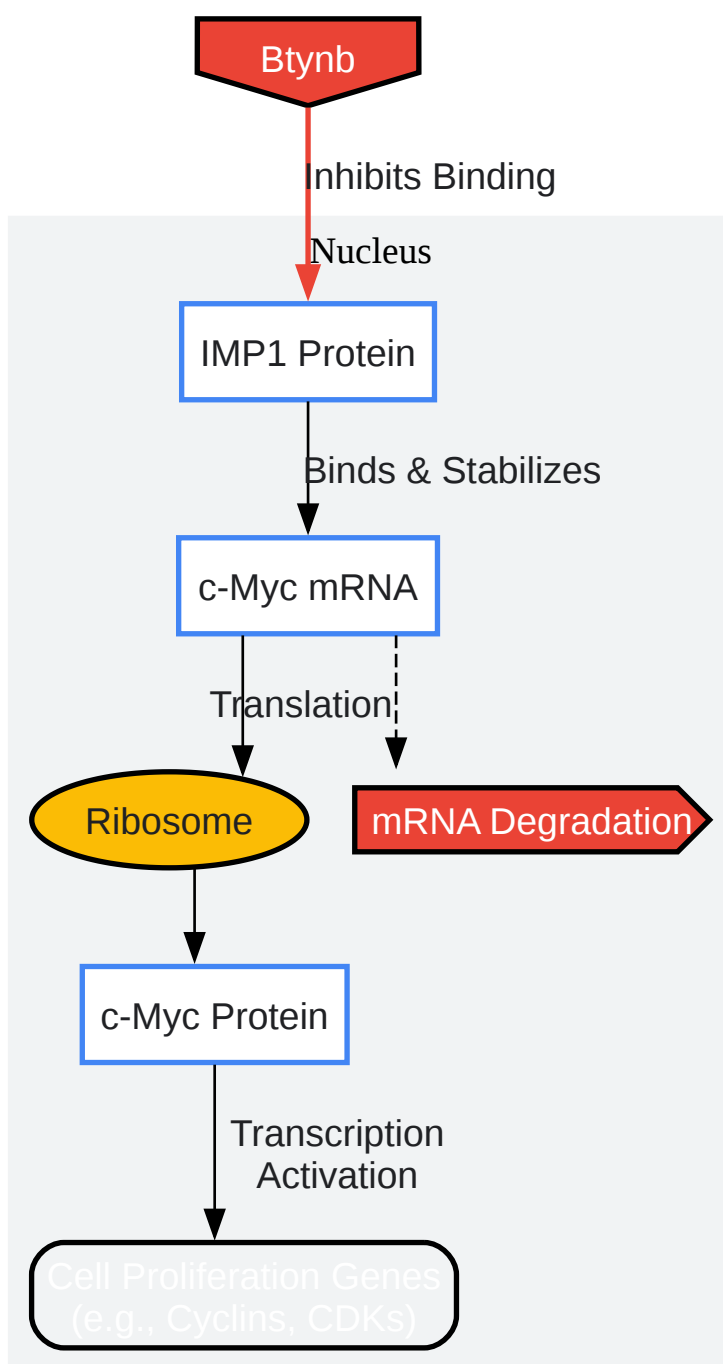 Btynb
Inhibits Binding
Nucleus
IMP1 Protein
Binds & Stabilizes
c-Myc mRNA
Translation
Ribosome
mRNA Degradation
c-Myc Protein
Transcription
Activation
Cell Proliferation Genes
(e.g., Cyclins, CDKs)